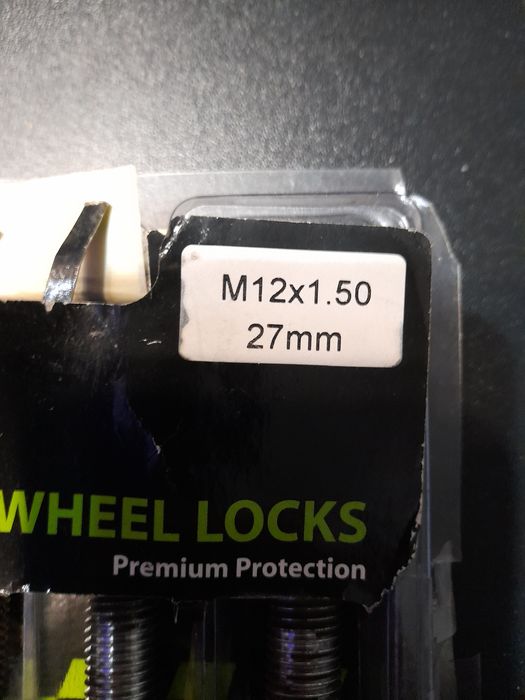 M12x1.50
27mm
WHEEL LOCKS
Premium Protection